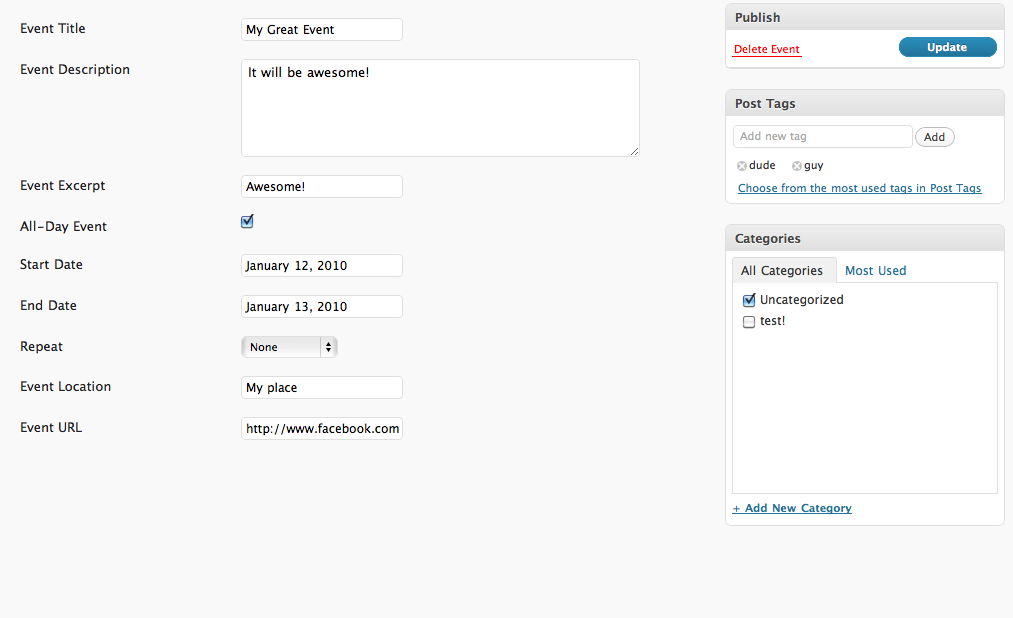 Event Title
My Great Event
Event Description
It will be awesome!
Event Excerpt
Awesome!
All-Day Event
Start Date
January 12, 2010
End Date
January 13, 2010
Repeat
None
Event Location
My place
Event URL
http://www.facebook.com
Publish
Delete Event
Update
Post Tags
Add new tag
Add
dude guy
Choose from the most used tags in Post Tags
Categories
All Categories
Most Used
Uncategorized
test!
+ Add New Category